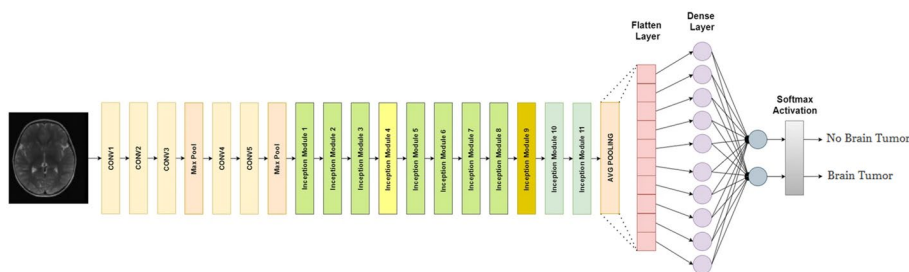 Flatten
Layer
Dense
Layer
Softmax
Activation
CONV1
CONV2
CONV3
Max Pool
CONV4
CONV5
Max Pool
Inception Module 1
Inception Module 2
Inception Module 3
Inception Module 4
Inception Module 5
Inception Module 6
Inception Module 7
Inception Module 8
Inception Module 9
Inception Module 10
Inception Module 11
AVG POOLING
No Brain Tumor
Brain Tumor